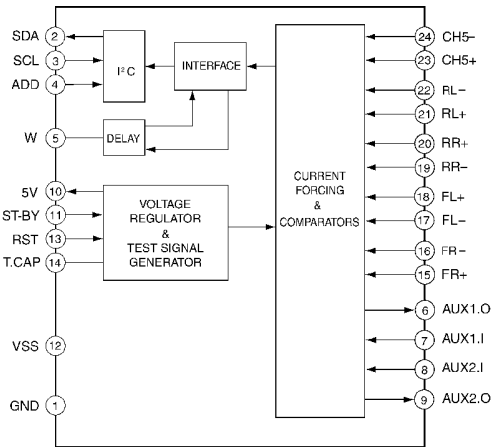 SDA 2
SCL 3
ADD 4
W 5
5V 10
ST-BY 11
RST 13
T.CAP 14
VSS 12
GND 1
I²C
INTERFACE
DELAY
VOLTAGE
REGULATOR
&
TEST SIGNAL
GENERATOR
CURRENT
FORCING
&
COMPARATORS
24 CH5−
23 CH5+
22 RL−
21 RL+
20 RR+
19 RR−
18 FL+
17 FL−
16 FR−
15 FR+
6 AUX1.O
7 AUX1.I
8 AUX2.I
9 AUX2.O